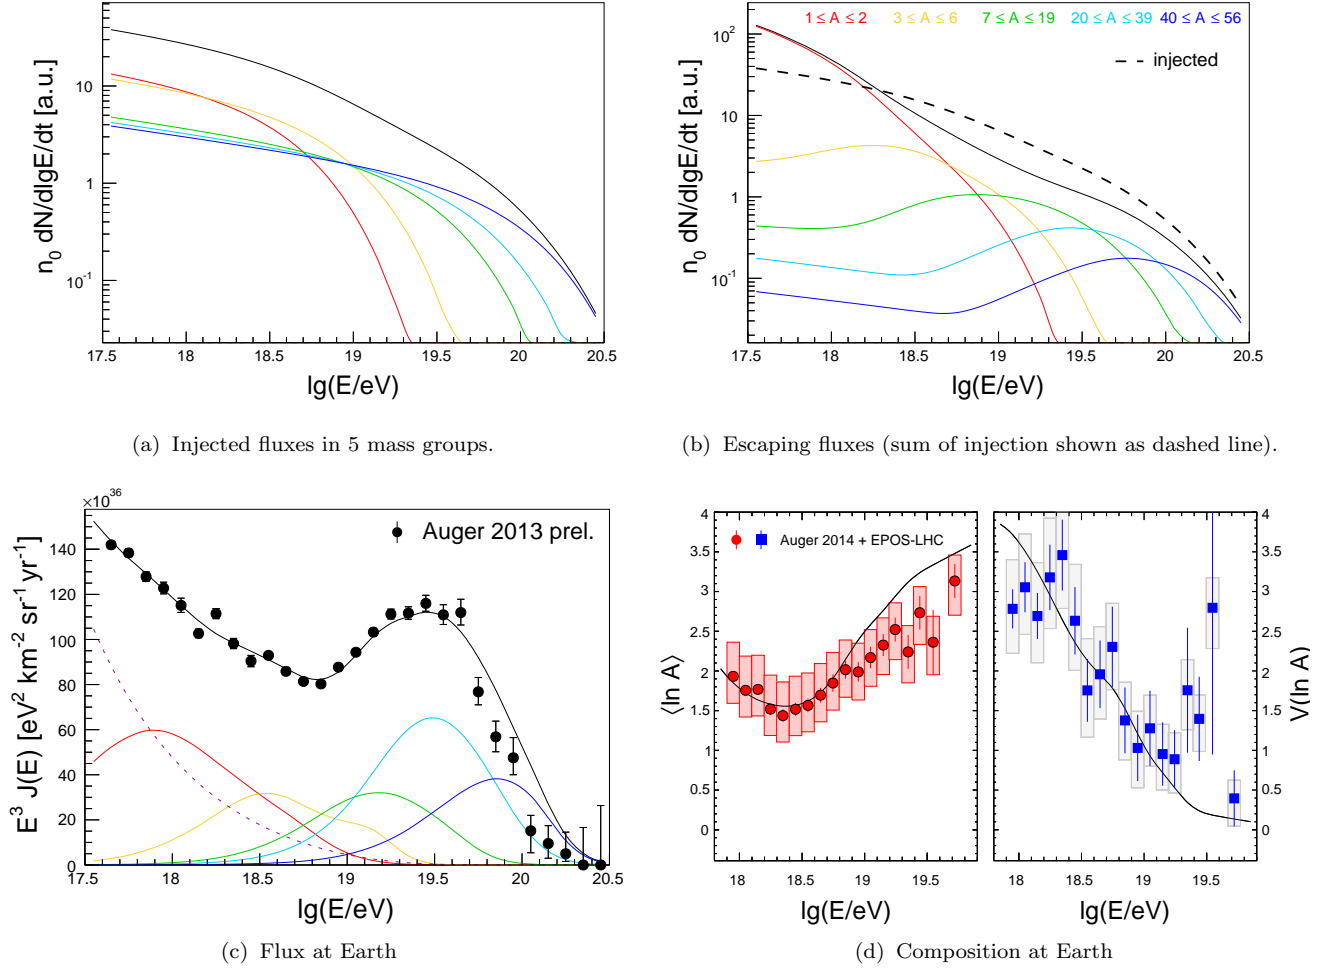 n₀ dN/dlgE/dt [a.u.]
10
1
10⁻¹
17.5 18 18.5 19 19.5 20 20.5
lg(E/eV)
(a) Injected fluxes in 5 mass groups.
1 ≤ A ≤ 2 3 ≤ A ≤ 6 7 ≤ A ≤ 19 20 ≤ A ≤ 39 40 ≤ A ≤ 56
injected
n₀ dN/dlgE/dt [a.u.]
10²
10
1
10⁻¹
17.5 18 18.5 19 19.5 20 20.5
lg(E/eV)
(b) Escaping fluxes (sum of injection shown as dashed line).
×10³⁶
Auger 2013 prel.
E³ J(E) [eV² km⁻² sr⁻¹ yr⁻¹]
140
120
100
80
60
40
20
0
17.5 18 18.5 19 19.5 20 20.5
lg(E/eV)
(c) Flux at Earth
Auger 2014 + EPOS-LHC
⟨ln A⟩
4
3.5
3
2.5
2
1.5
1
0.5
0
18 18.5 19 19.5
lg(E/eV)
4
3.5
3
2.5
2
1.5
1
0.5
0
V(ln A)
18 18.5 19 19.5
lg(E/eV)
(d) Composition at Earth